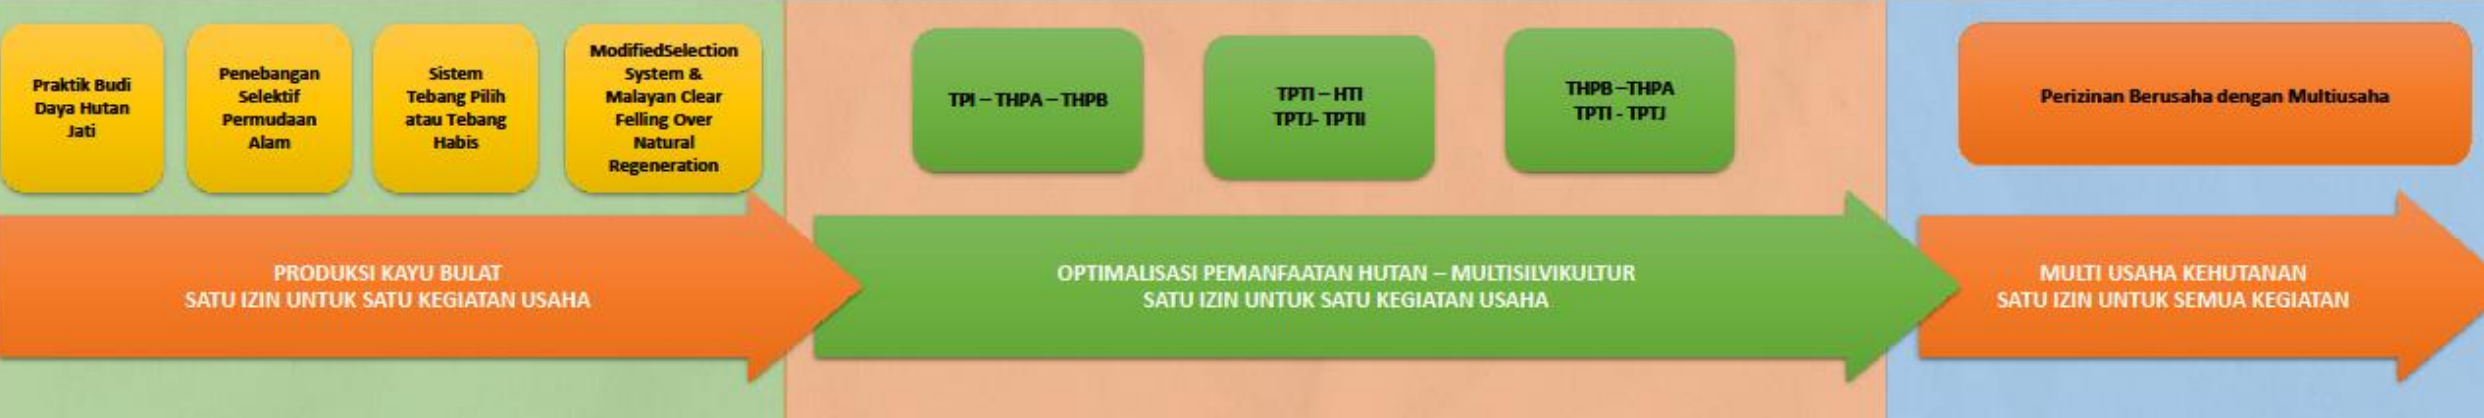 Praktik Budi
Daya Hutan
Jati
Penebangan
Selektif
Permudaan
Alam
Sistem
Tebang Pilih
atau Tebang
Habis
ModifiedSelection
System &
Malayan Clear
Felling Over
Natural
Regeneration
TPI – THPA – THPB
TPTI – HTI
TPTJ- TPTII
THPB –THPA
TPTI - TPTJ
Perizinan Berusaha dengan Multiusaha
PRODUKSI KAYU BULAT
SATU IZIN UNTUK SATU KEGIATAN USAHA
OPTIMALISASI PEMANFAATAN HUTAN – MULTISILVIKULTUR
SATU IZIN UNTUK SATU KEGIATAN USAHA
MULTI USAHA KEHUTANAN
SATU IZIN UNTUK SEMUA KEGIATAN